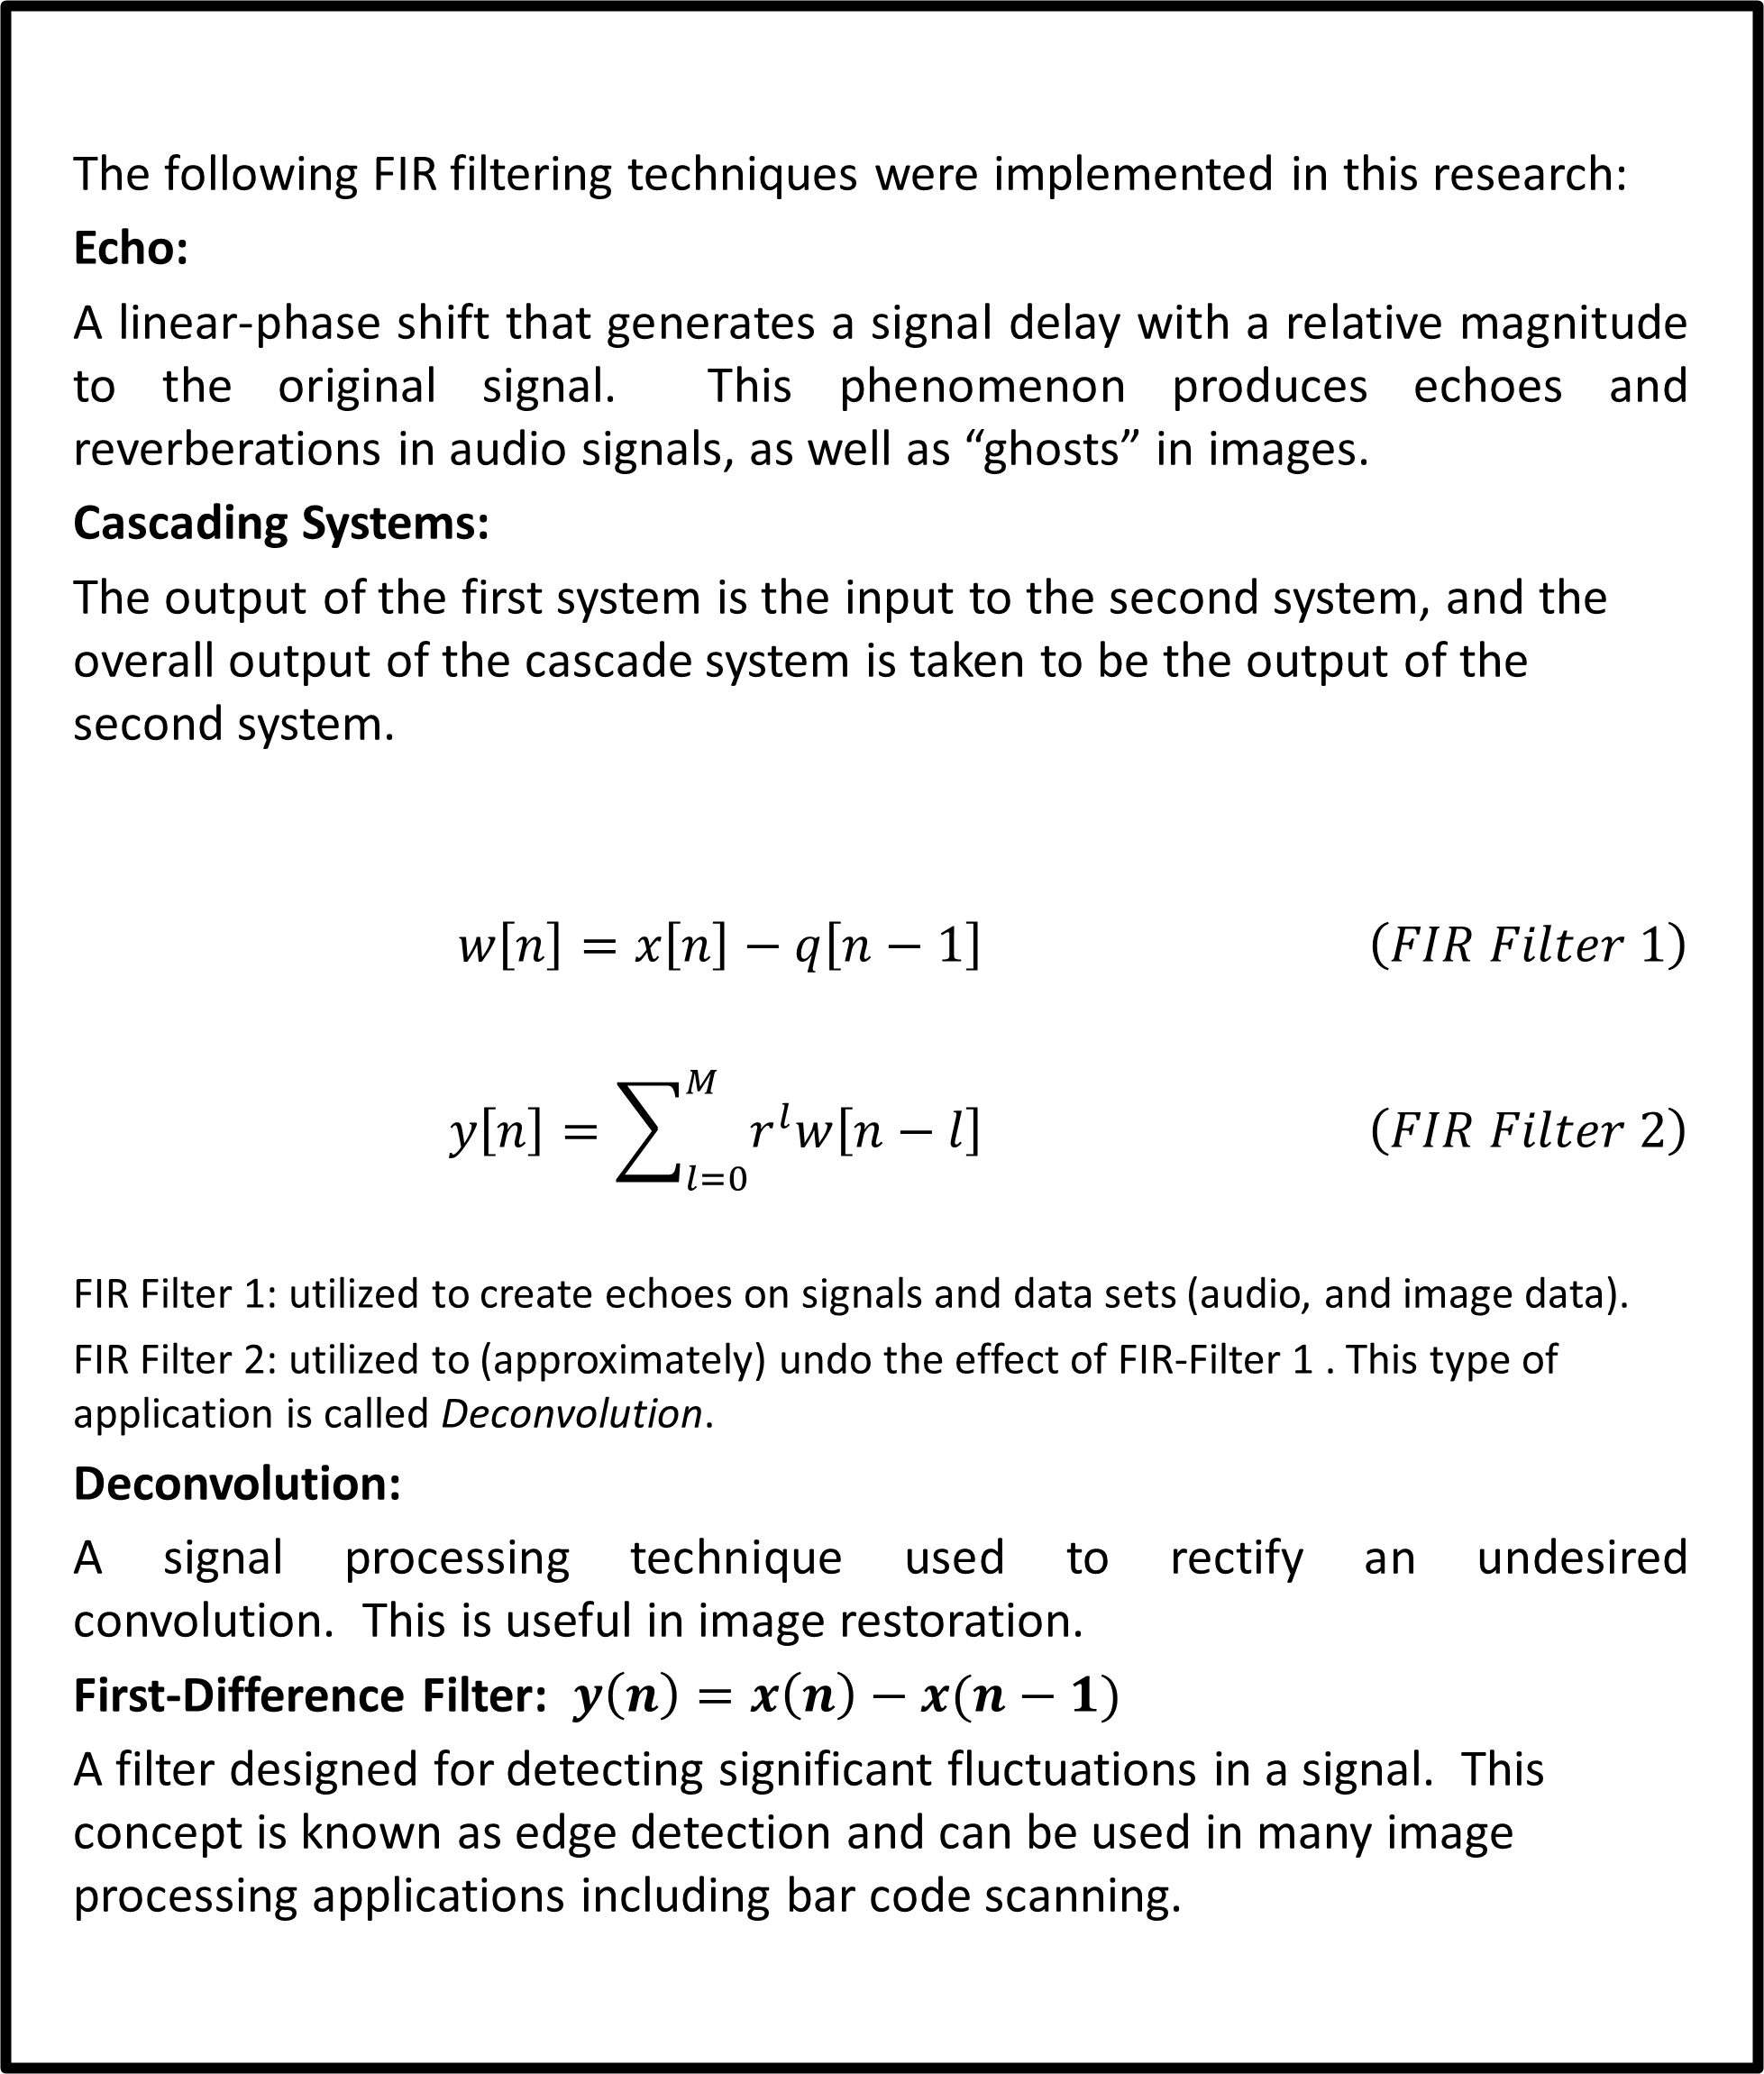 The following FIR filtering techniques were implemented in this research:
Echo:
A linear-phase shift that generates a signal delay with a relative magnitude
to the original signal. This phenomenon produces echoes and
reverberations in audio signals, as well as “ghosts” in images.
Cascading Systems:
The output of the first system is the input to the second system, and the
overall output of the cascade system is taken to be the output of the
second system.
w[n] = x[n] − q[n − 1] (FIR Filter 1)
y[n] = ∑_{l=0}^{M} r^l w[n − l] (FIR Filter 2)
FIR Filter 1: utilized to create echoes on signals and data sets (audio, and image data).
FIR Filter 2: utilized to (approximately) undo the effect of FIR-Filter 1 . This type of
application is called Deconvolution.
Deconvolution:
A signal processing technique used to rectify an undesired
convolution. This is useful in image restoration.
First-Difference Filter: y(n) = x(n) − x(n − 1)
A filter designed for detecting significant fluctuations in a signal. This
concept is known as edge detection and can be used in many image
processing applications including bar code scanning.